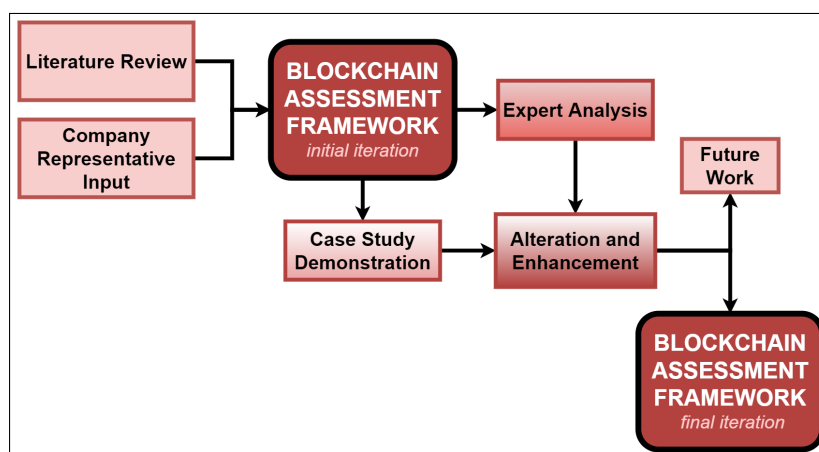 Literature Review
Company
Representative
Input
BLOCKCHAIN
ASSESSMENT
FRAMEWORK
initial iteration
Expert Analysis
Case Study
Demonstration
Alteration and
Enhancement
Future
Work
BLOCKCHAIN
ASSESSMENT
FRAMEWORK
final iteration